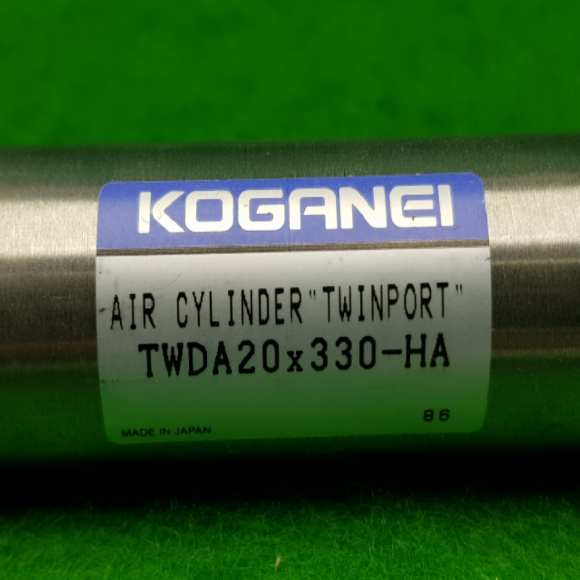 KOGANEI
AIR CYLINDER"TWINPORT"
TWDA20x330-HA
86
MADE IN JAPAN